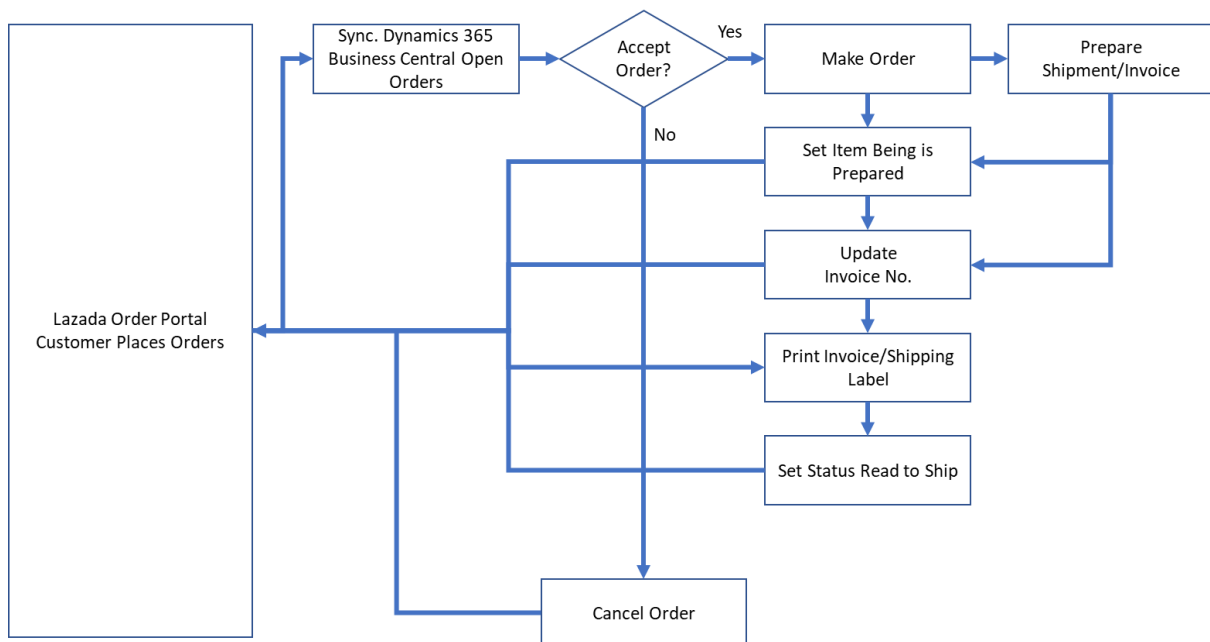 Lazada Order Portal
Customer Places Orders
Sync. Dynamics 365
Business Central Open
Orders
Accept
Order?
Yes
No
Make Order
Prepare
Shipment/Invoice
Set Item Being is
Prepared
Update
Invoice No.
Print Invoice/Shipping
Label
Set Status Read to Ship
Cancel Order